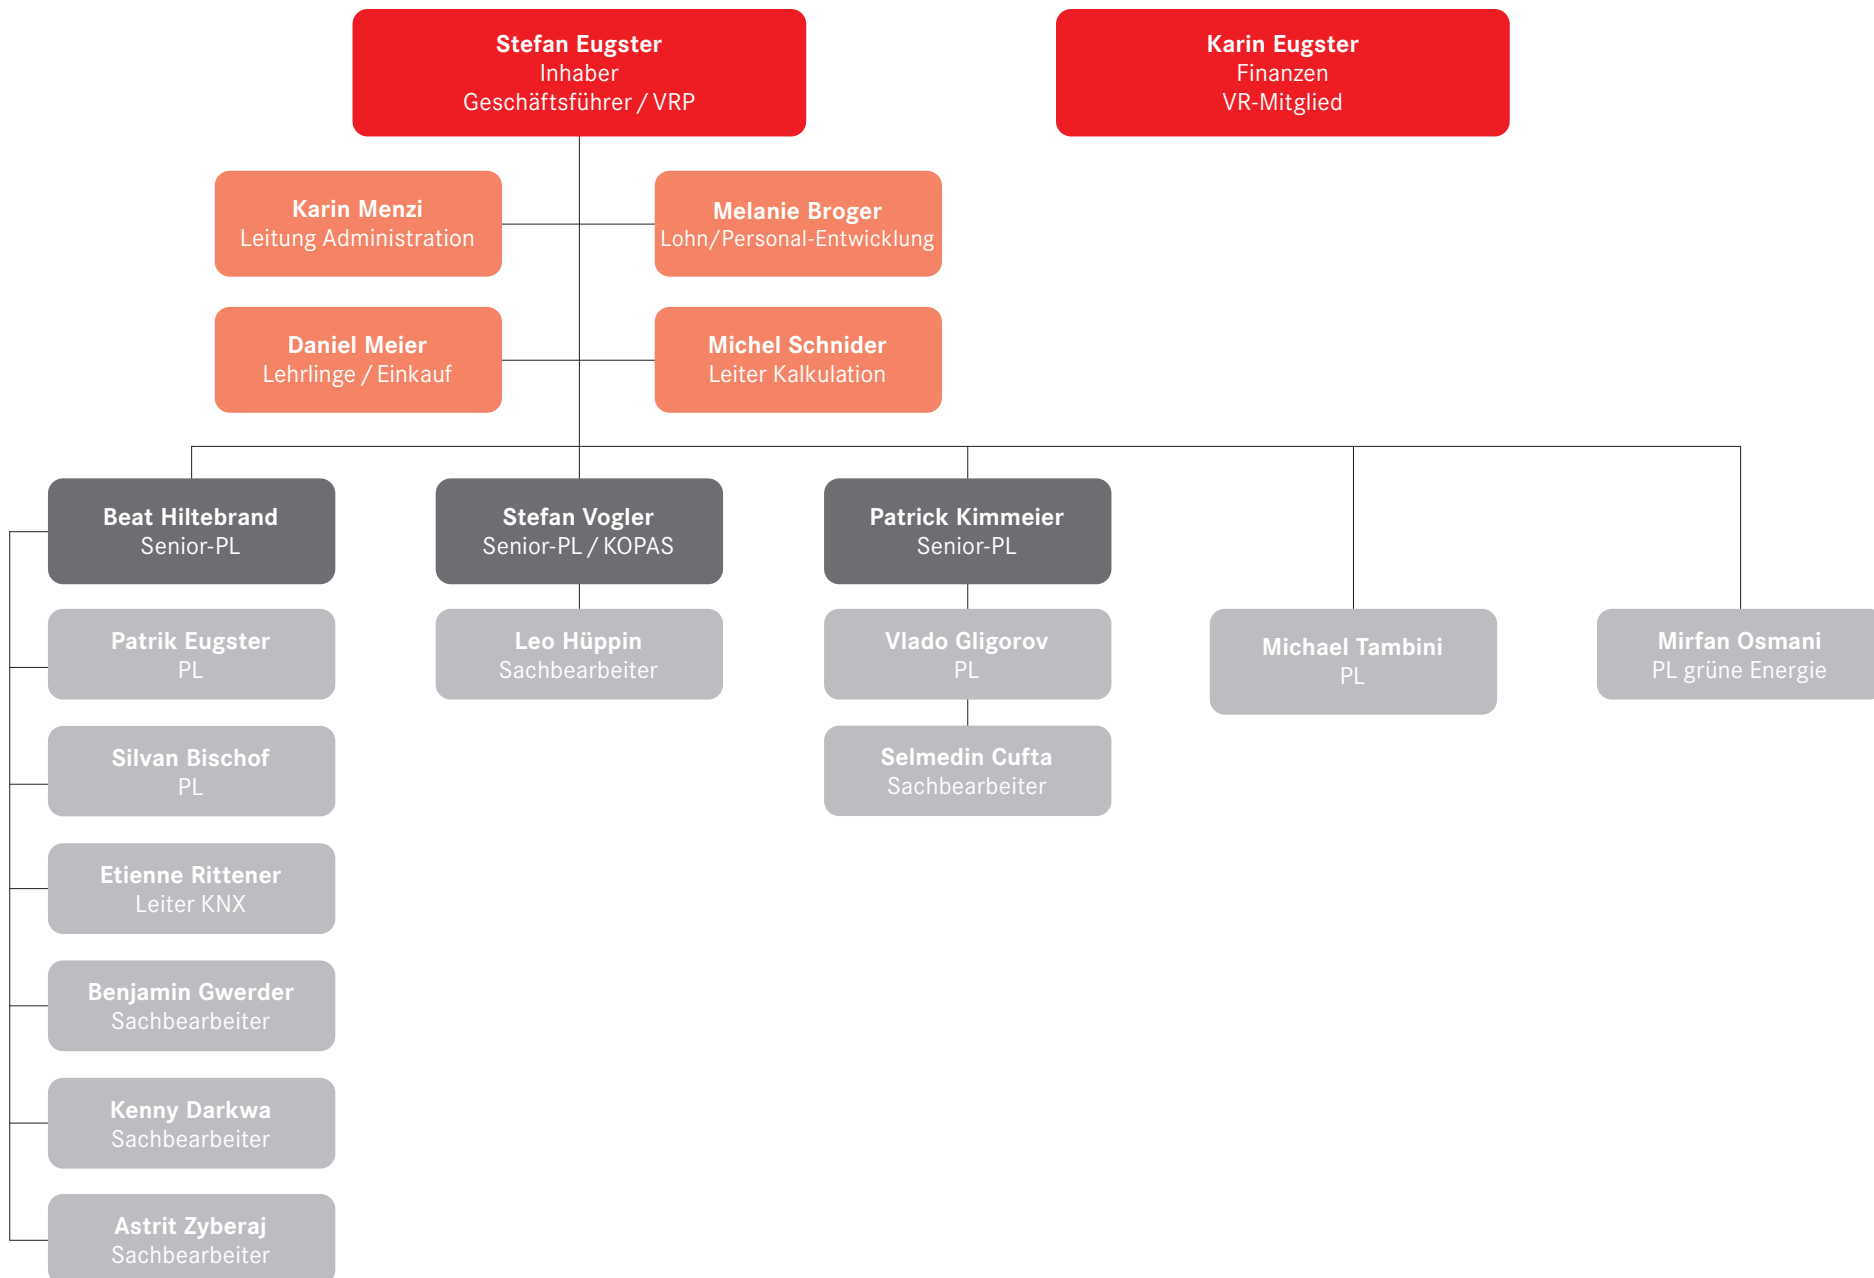 Stefan Eugster
Inhaber
Geschäftsführer / VRP
Karin Eugster
Finanzen
VR-Mitglied
Karin Menzi
Leitung Administration
Melanie Broger
Lohn/Personal-Entwicklung
Daniel Meier
Lehrlinge / Einkauf
Michel Schnider
Leiter Kalkulation
Beat Hiltebrand
Senior-PL
Stefan Vogler
Senior-PL / KOPAS
Patrick Kimmeier
Senior-PL
Patrik Eugster
PL
Leo Hüppin
Sachbearbeiter
Vlado Gligorov
PL
Michael Tambini
PL
Mirfan Osmani
PL grüne Energie
Silvan Bischof
PL
Selmedin Cufta
Sachbearbeiter
Etienne Rittener
Leiter KNX
Benjamin Gwerder
Sachbearbeiter
Kenny Darkwa
Sachbearbeiter
Astrit Zyberaj
Sachbearbeiter